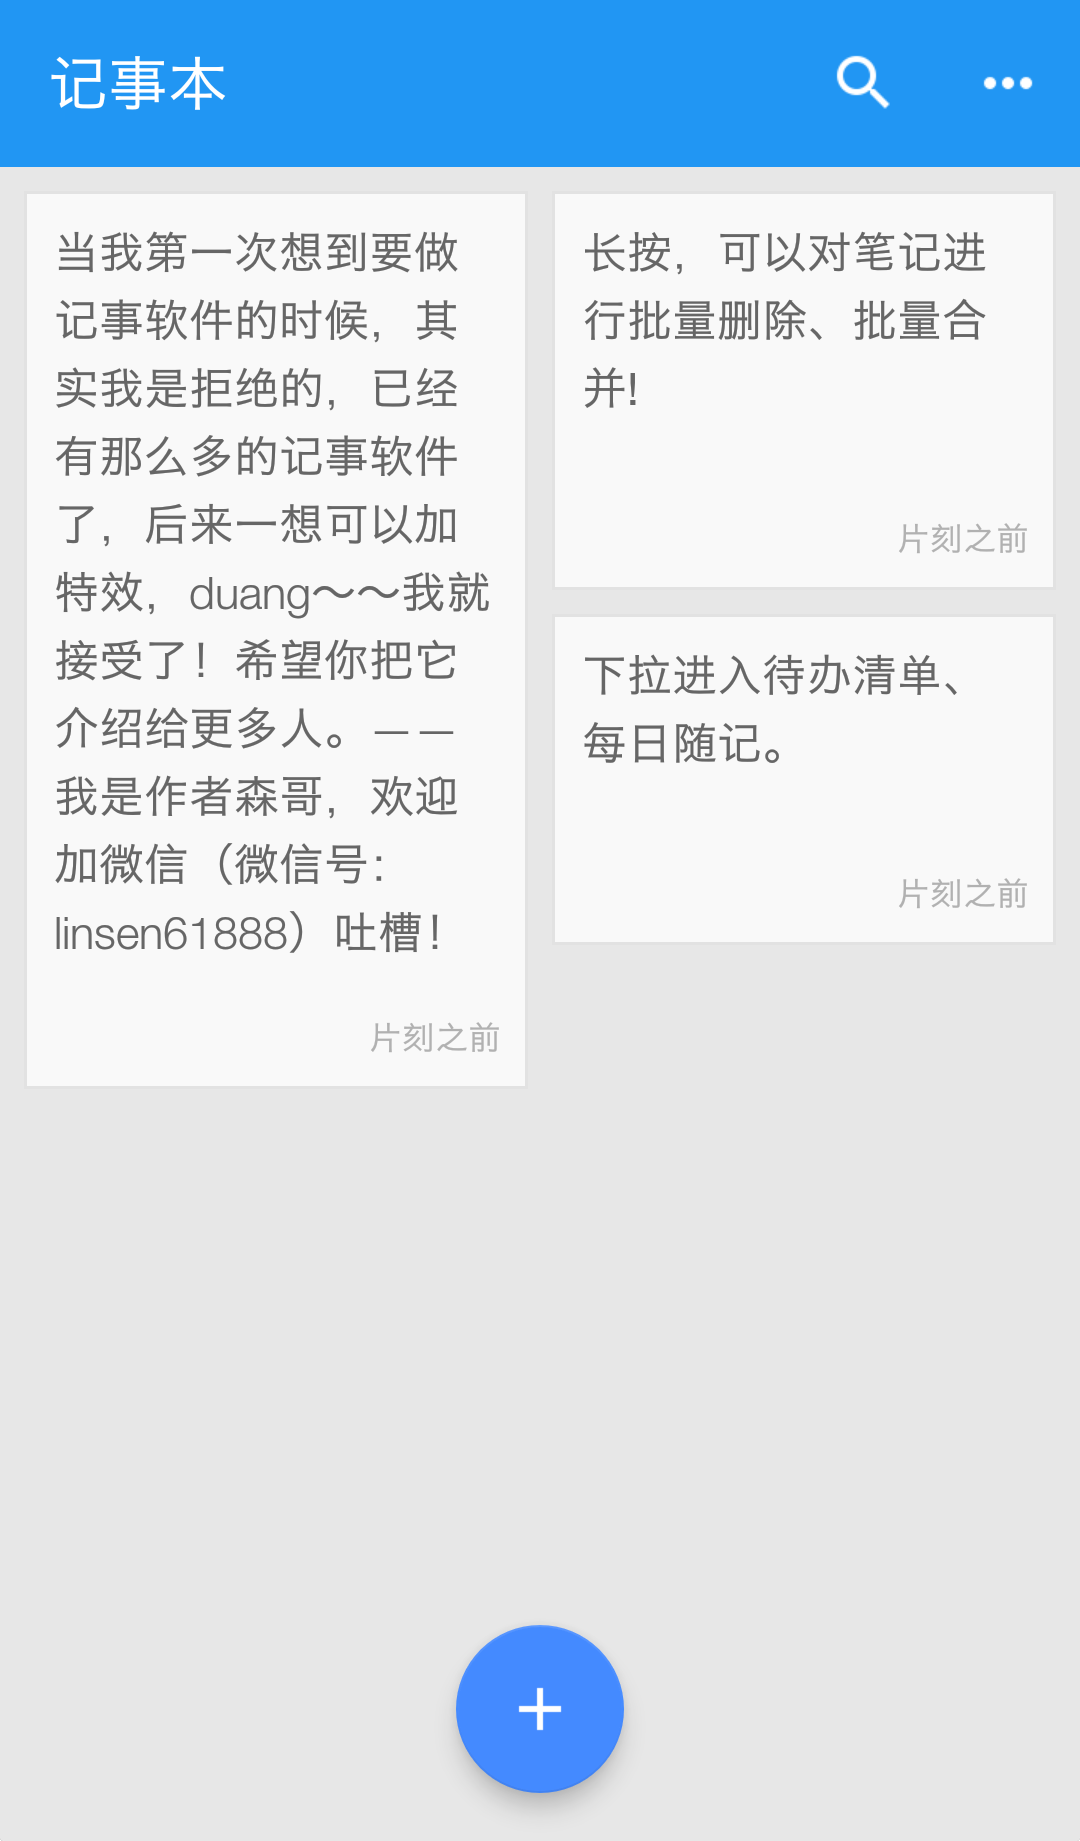 记事本
当我第一次想到要做
记事软件的时候，其
实我是拒绝的，已经
有那么多的记事软件
了，后来一想可以加
特效，duang～～我就
接受了！希望你把它
介绍给更多人。——
我是作者森哥，欢迎
加微信（微信号：
linsen61888）吐槽！
片刻之前
长按，可以对笔记进
行批量删除、批量合
并!
片刻之前
下拉进入待办清单、
每日随记。
片刻之前